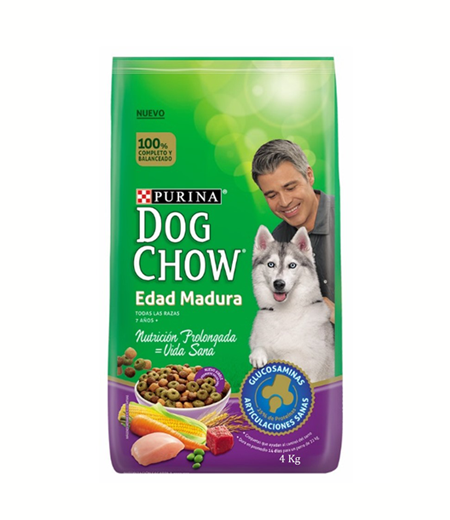 NUEVO
100%
COMPLETO Y
BALANCEADO
PURINA®
DOG
CHOW®
Edad Madura
TODAS LAS RAZAS
7 AÑOS +
Nutrición Prolongada
= Vida Sana
GLUCOSAMINAS
ARTICULACIONES SANAS
4 Kg